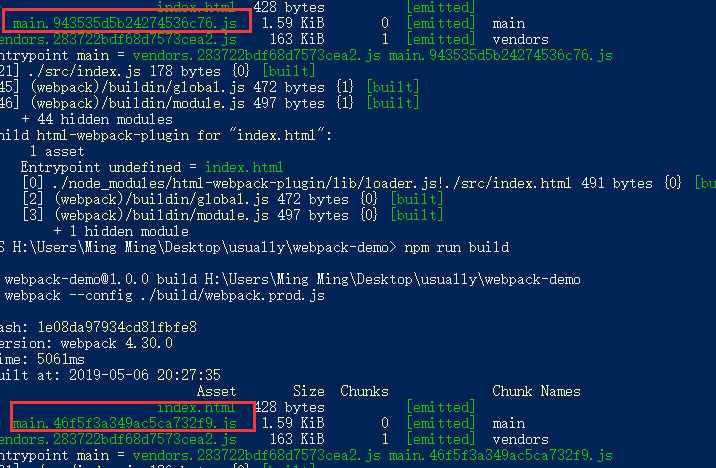 index.html 428 bytes [emitted]
main.943535d5b24274536c76.js 1.59 KiB 0 [emitted] main
vendors.283722bdf68d7573cea2.js 163 KiB 1 [emitted] vendors
ntrypoint main = vendors.283722bdf68d7573cea2.js main.943535d5b24274536c76.js
21] ./src/index.js 178 bytes {0} [built]
45] (webpack)/buildin/global.js 472 bytes {1} [built]
46] (webpack)/buildin/module.js 497 bytes {1} [built]
+ 44 hidden modules
hild html-webpack-plugin for "index.html":
1 asset
Entrypoint undefined = index.html
[0] ./node_modules/html-webpack-plugin/lib/loader.js!./src/index.html 491 bytes {0} [bu
[2] (webpack)/buildin/global.js 472 bytes {0} [built]
[3] (webpack)/buildin/module.js 497 bytes {0} [built]
+ 1 hidden module
S H:\Users\Ming Ming\Desktop\usually\webpack-demo> npm run build
webpack-demo@1.0.0 build H:\Users\Ming Ming\Desktop\usually\webpack-demo
webpack --config ./build/webpack.prod.js
ash: 1e08da97934cd81fbfe8
ersion: webpack 4.30.0
ime: 5061ms
uilt at: 2019-05-06 20:27:35
Asset Size Chunks Chunk Names
index.html 428 bytes [emitted]
main.46f5f3a349ac5ca732f9.js 1.59 KiB 0 [emitted] main
vendors.283722bdf68d7573cea2.js 163 KiB 1 [emitted] vendors
ntrypoint main = vendors.283722bdf68d7573cea2.js main.46f5f3a349ac5ca732f9.js